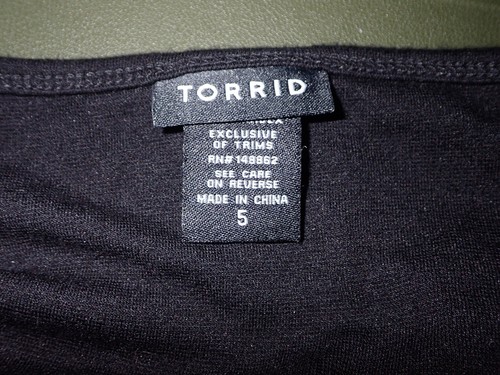 TORRID
EXCLUSIVE
OF TRIMS
RN# 148862
SEE CARE
ON REVERSE
MADE IN CHINA
5